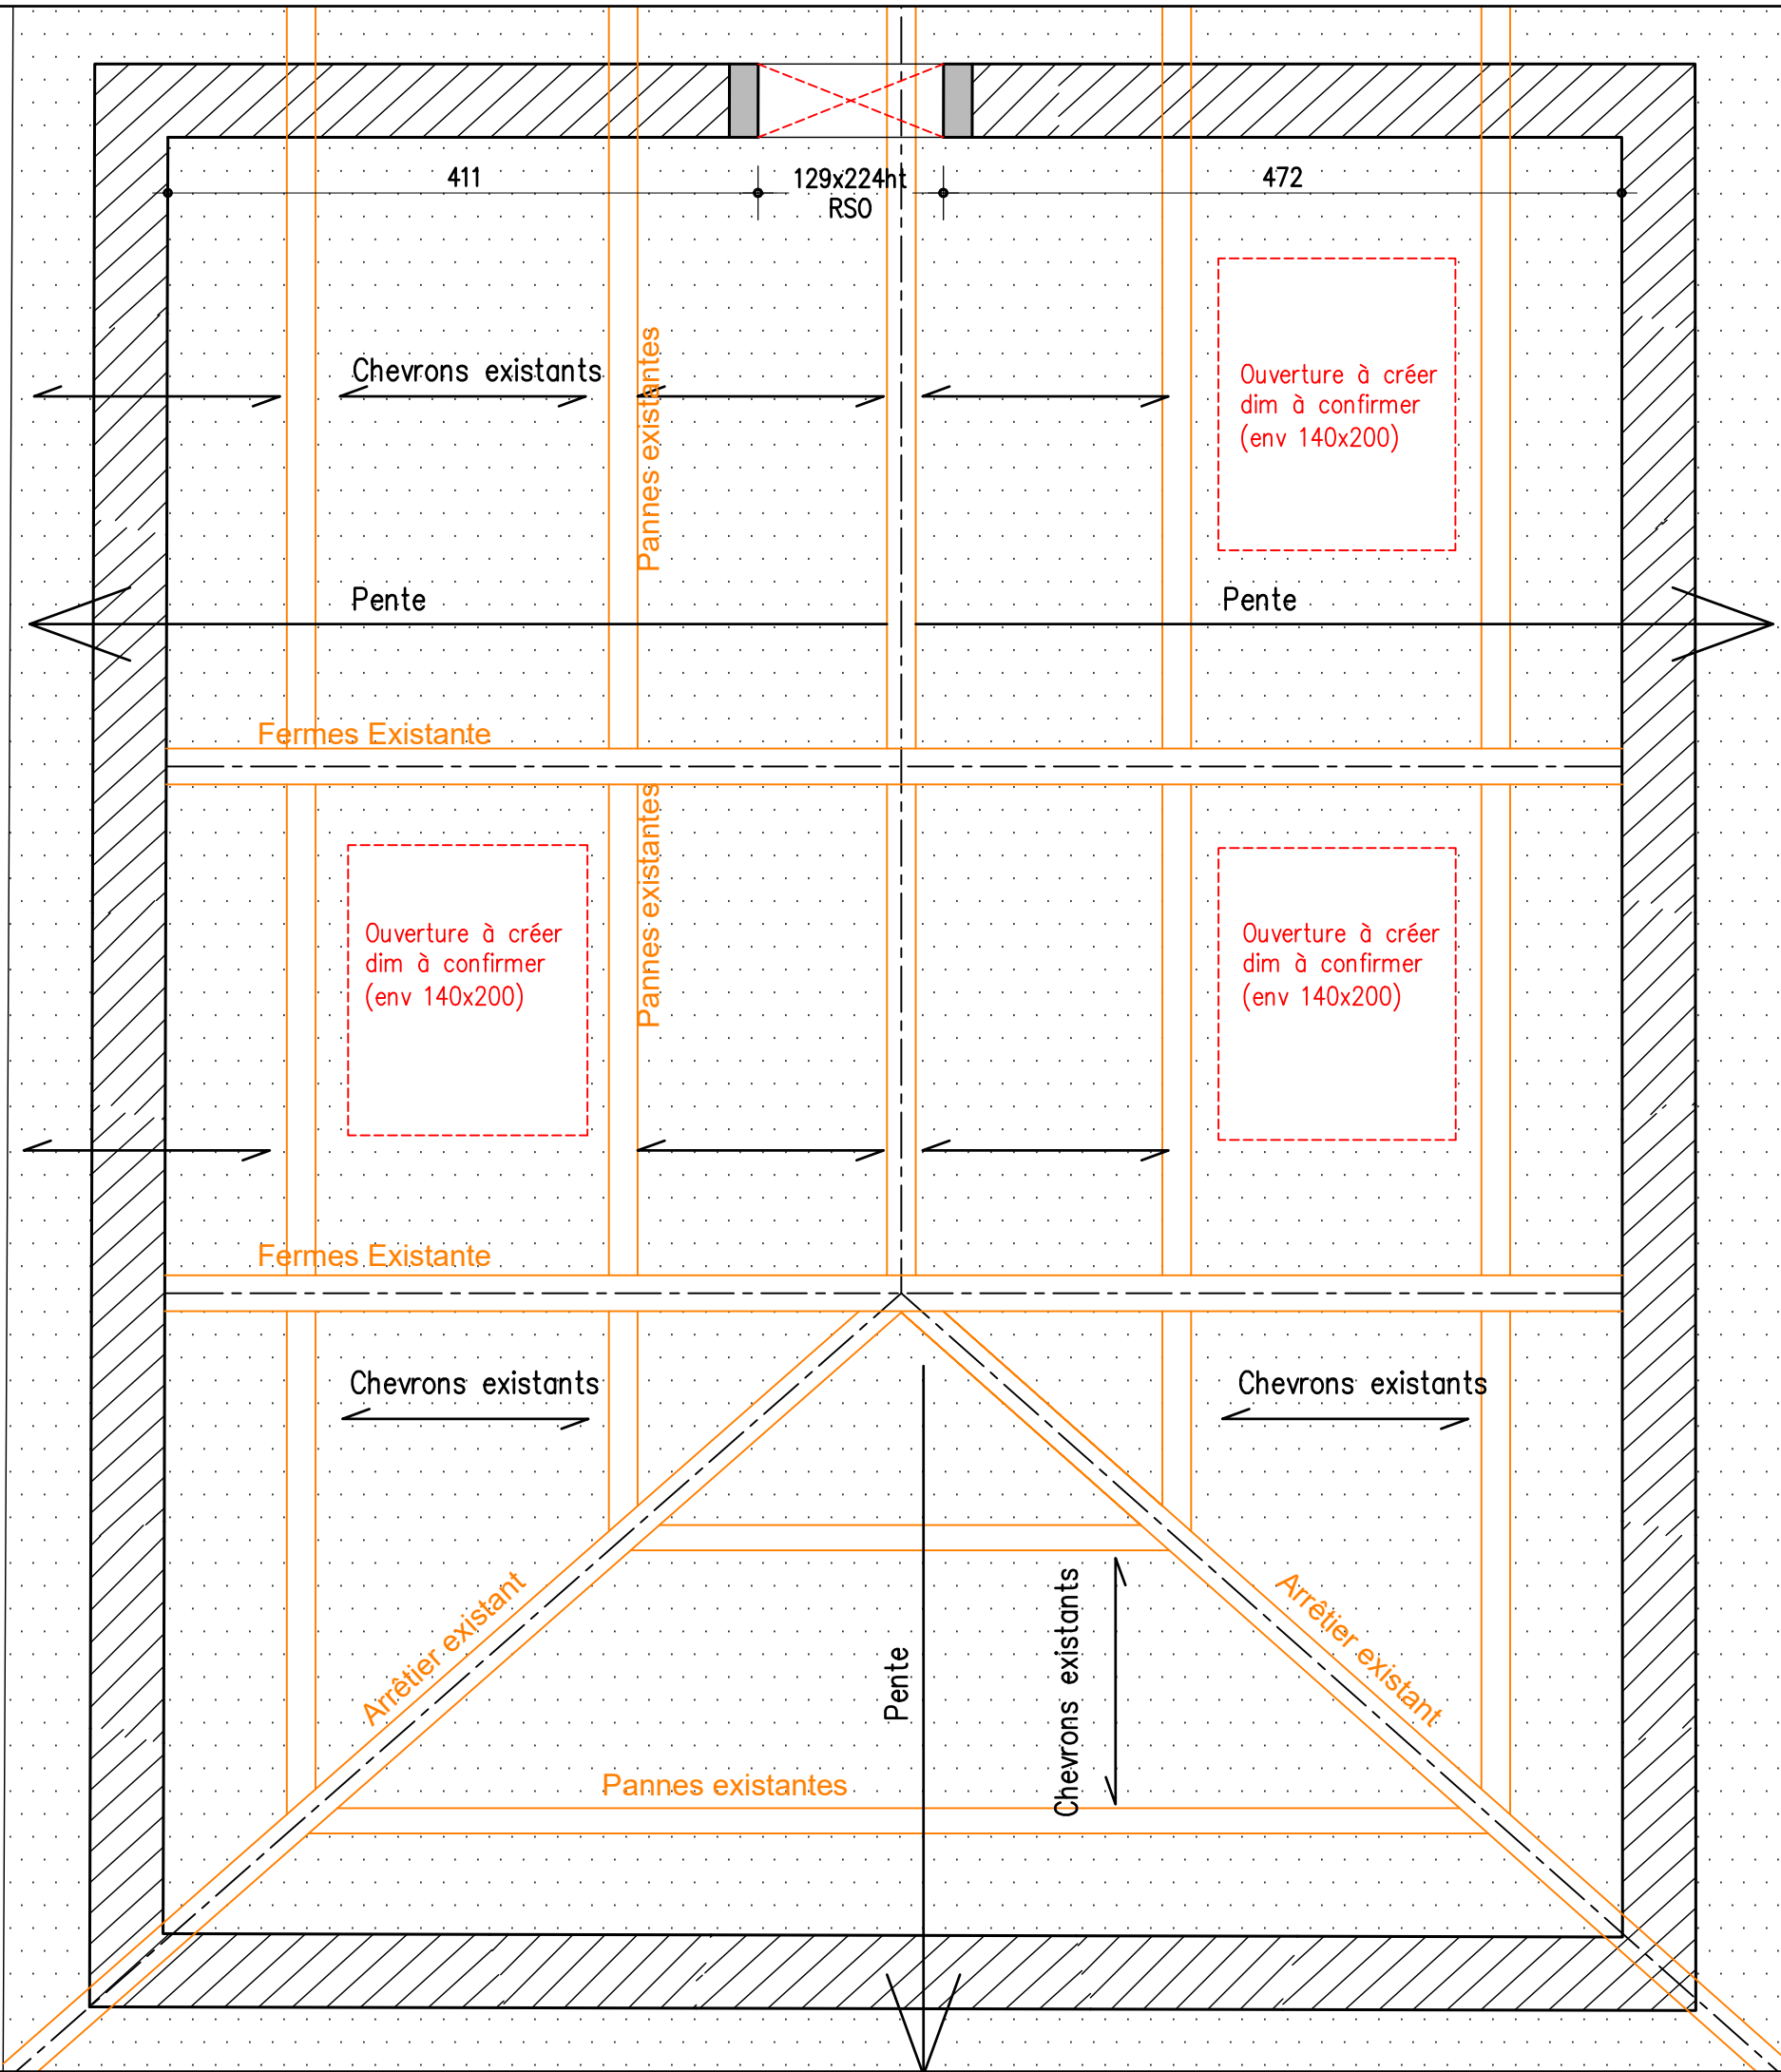 411
129x224ht
RSO
472
Chevrons existants
Pannes existantes
Ouverture à créer
dim à confirmer
(env 140x200)
Pente
Pente
Fermes Existante
Pannes existantes
Ouverture à créer
dim à confirmer
(env 140x200)
Ouverture à créer
dim à confirmer
(env 140x200)
Fermes Existante
Chevrons existants
Chevrons existants
Arrêtier existant
Pente
Chevrons existants
Arrêtier existant
Pannes existantes